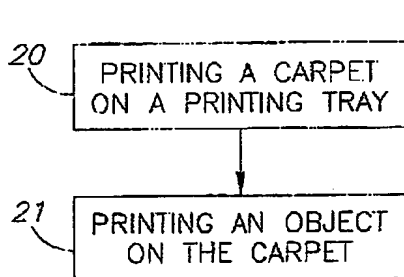 20
PRINTING A CARPET
ON A PRINTING TRAY
21
PRINTING AN OBJECT
ON THE CARPET